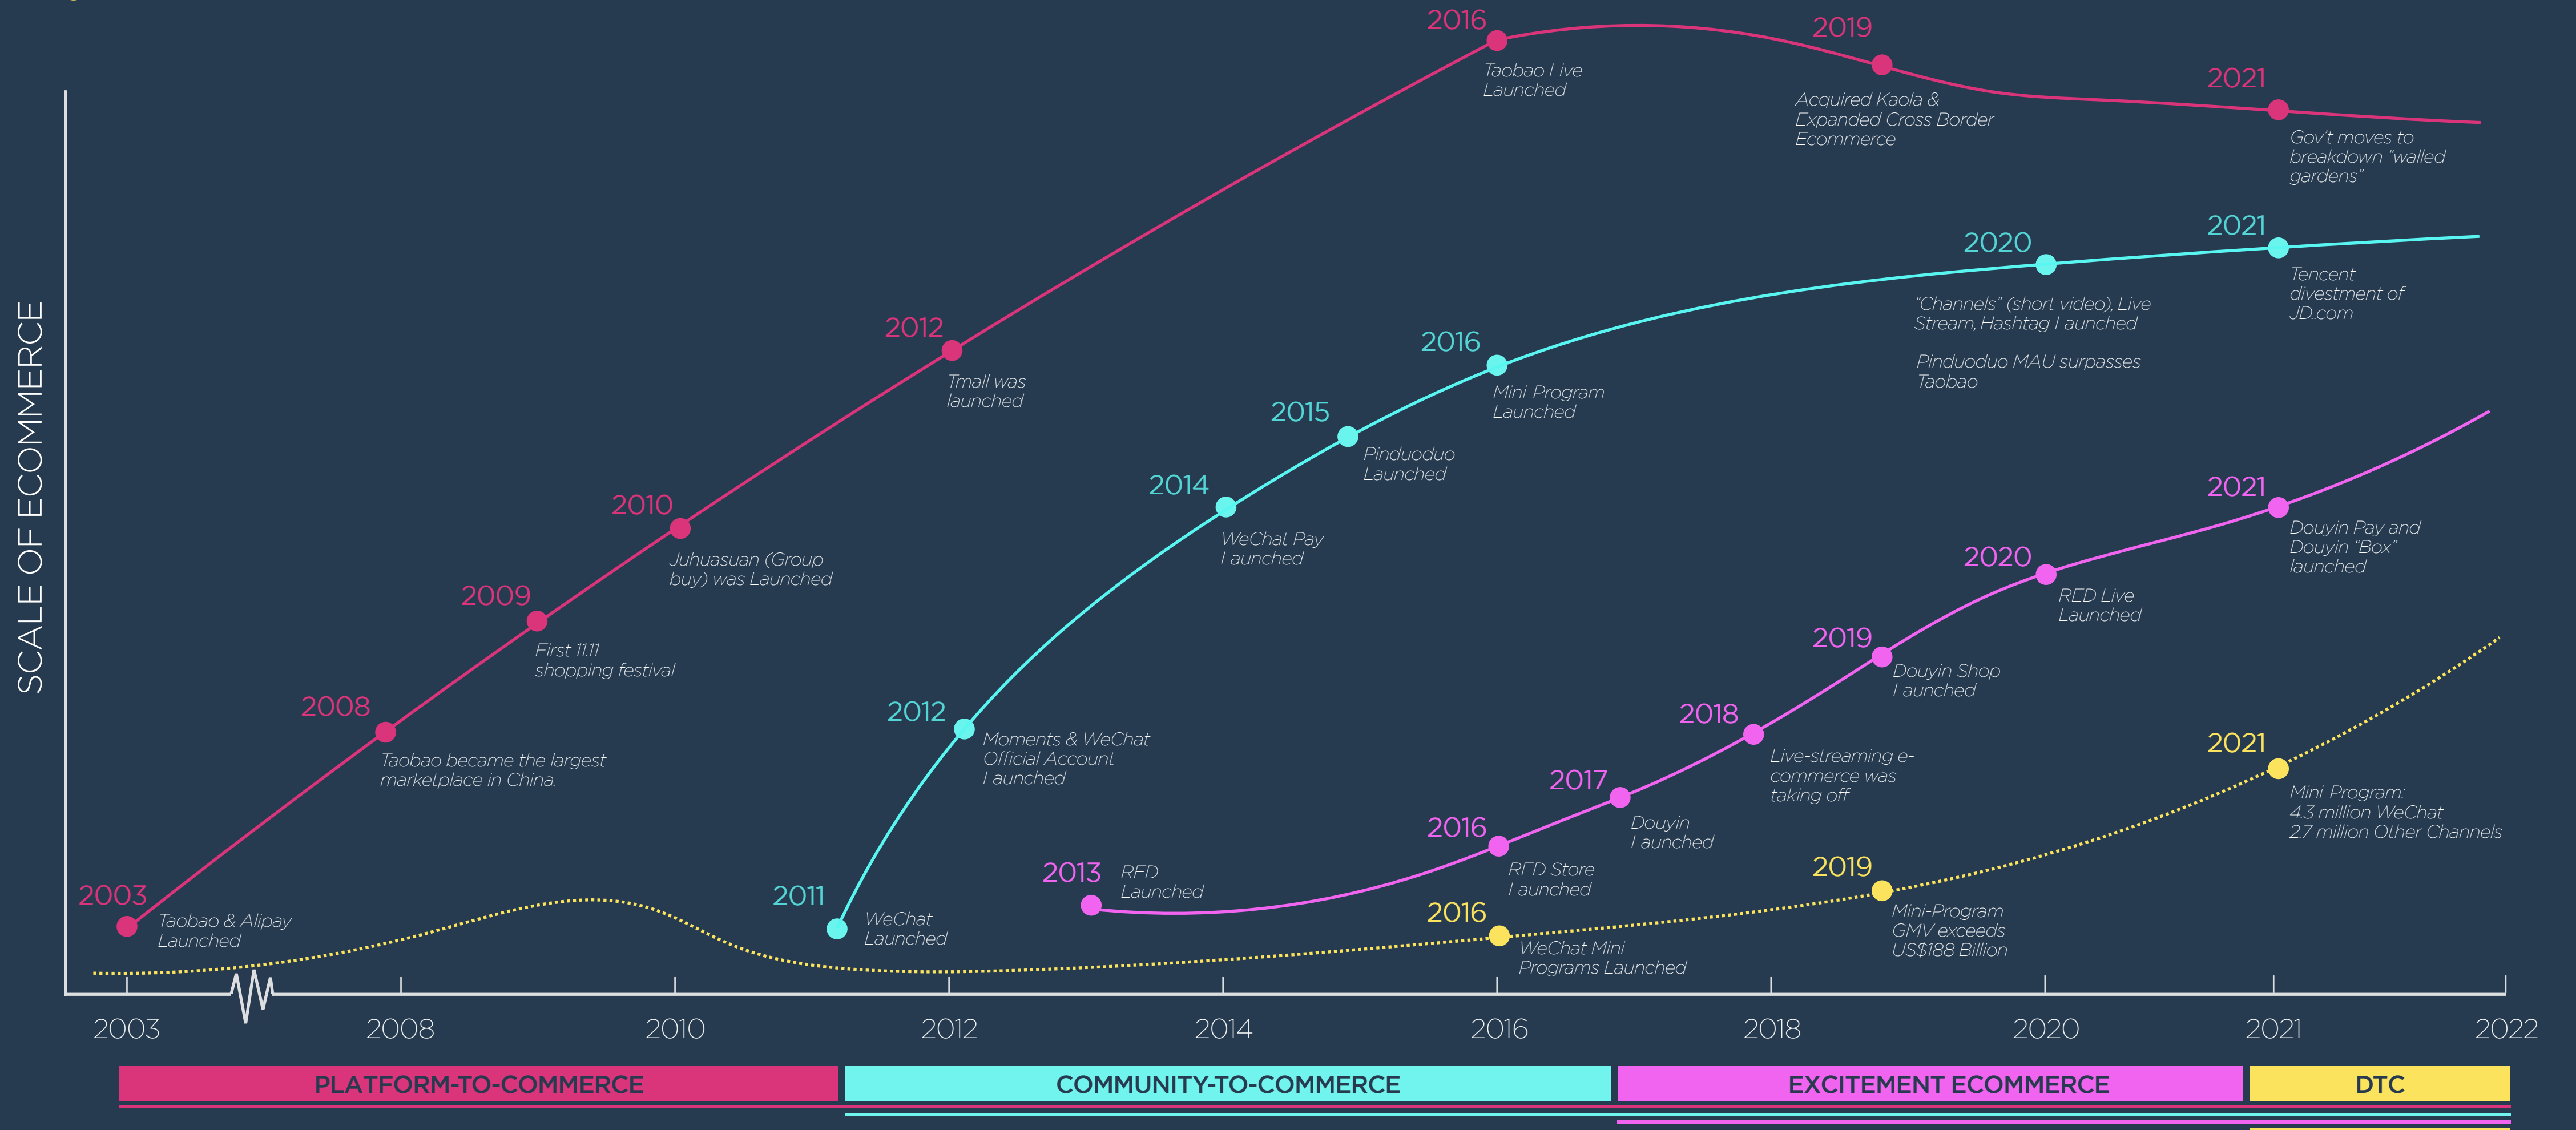 2016
Taobao Live
Launched
2019
Acquired Kaola &
Expanded Cross Border
Ecommerce
2021
Gov't moves to
breakdown “walled
gardens”
2012
Tmall was
launched
2010
Juhuasuan (Group
buy) was Launched
2009
First 11.11
shopping festival
2008
Taobao became the largest
marketplace in China.
2003
Taobao & Alipay
Launched
SCALE OF ECOMMERCE
2021
Tencent
divestment of
JD.com
2020
“Channels” (short video), Live
Stream, Hashtag Launched
Pinduoduo MAU surpasses
Taobao
2016
Mini-Program
Launched
2015
Pinduoduo
Launched
2014
WeChat Pay
Launched
2012
Moments & WeChat
Official Account
Launched
2011
WeChat
Launched
2021
Douyin Pay and
Douyin “Box”
launched
2020
RED Live
Launched
2019
Douyin Shop
Launched
2018
Live-streaming e-
commerce was
taking off
2017
Douyin
Launched
2016
RED Store
Launched
2013
RED
Launched
2021
Mini-Program:
4.3 million WeChat
2.7 million Other Channels
2019
Mini-Program
GMV exceeds
US$188 Billion
2016
WeChat Mini-
Programs Launched
2003 2008 2010 2012 2014 2016 2018 2020 2021 2022
PLATFORM-TO-COMMERCE COMMUNITY-TO-COMMERCE EXCITEMENT ECOMMERCE DTC